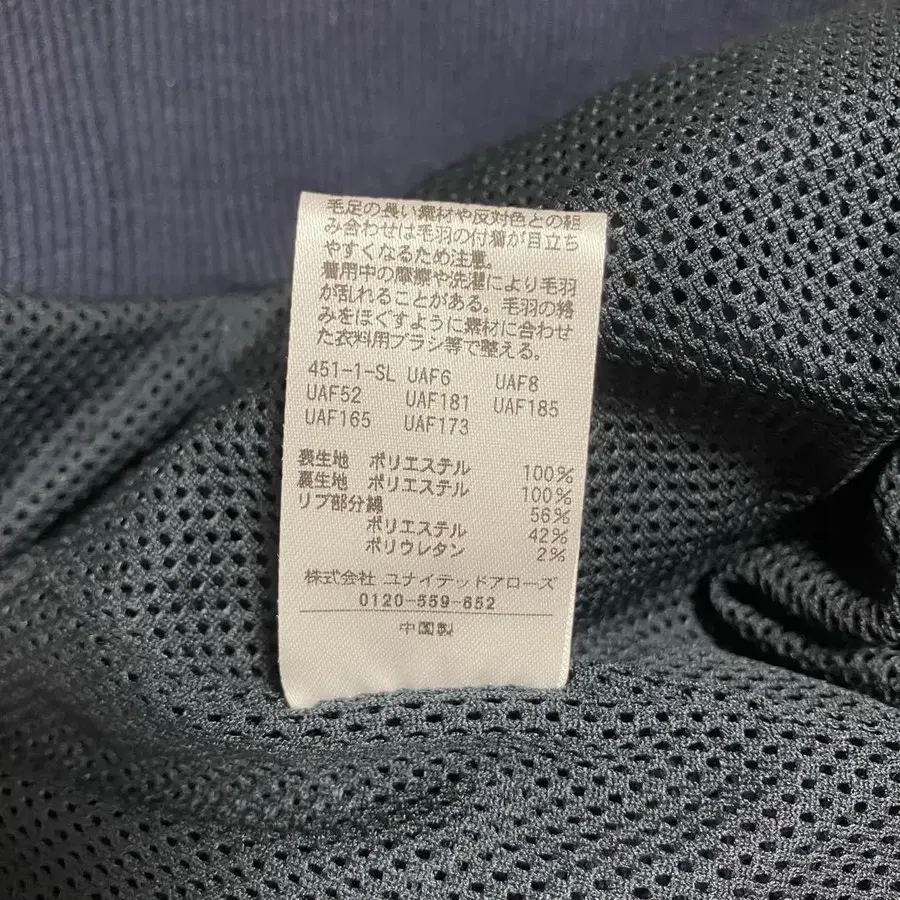 毛足の長い素材や反対色との組
み合わせは毛羽の付着が目立ち
やすくなるため注意。
着用中の摩擦や洗濯により毛羽
が乱れることがある。毛羽の絡
みをほぐすように素材に合わせ
た衣料用ブラシ等で整える。
451-1-SL UAF6 UAF8
UAF52 UAF181 UAF185
UAF165 UAF173
表生地 ポリエステル 100%
裏生地 ポリエステル 100%
リブ部分綿 56%
ポリエステル 42%
ポリウレタン 2%
株式会社 ユナイテッドアローズ
0120-559-652
中国製